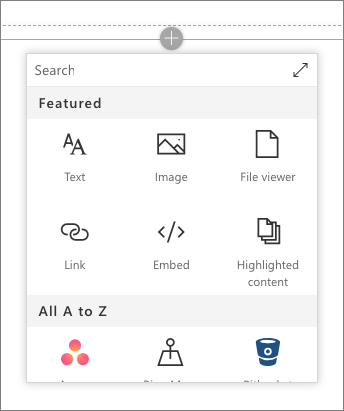 Search
Featured
Text Image File viewer
Link Embed Highlighted
content
All A to Z